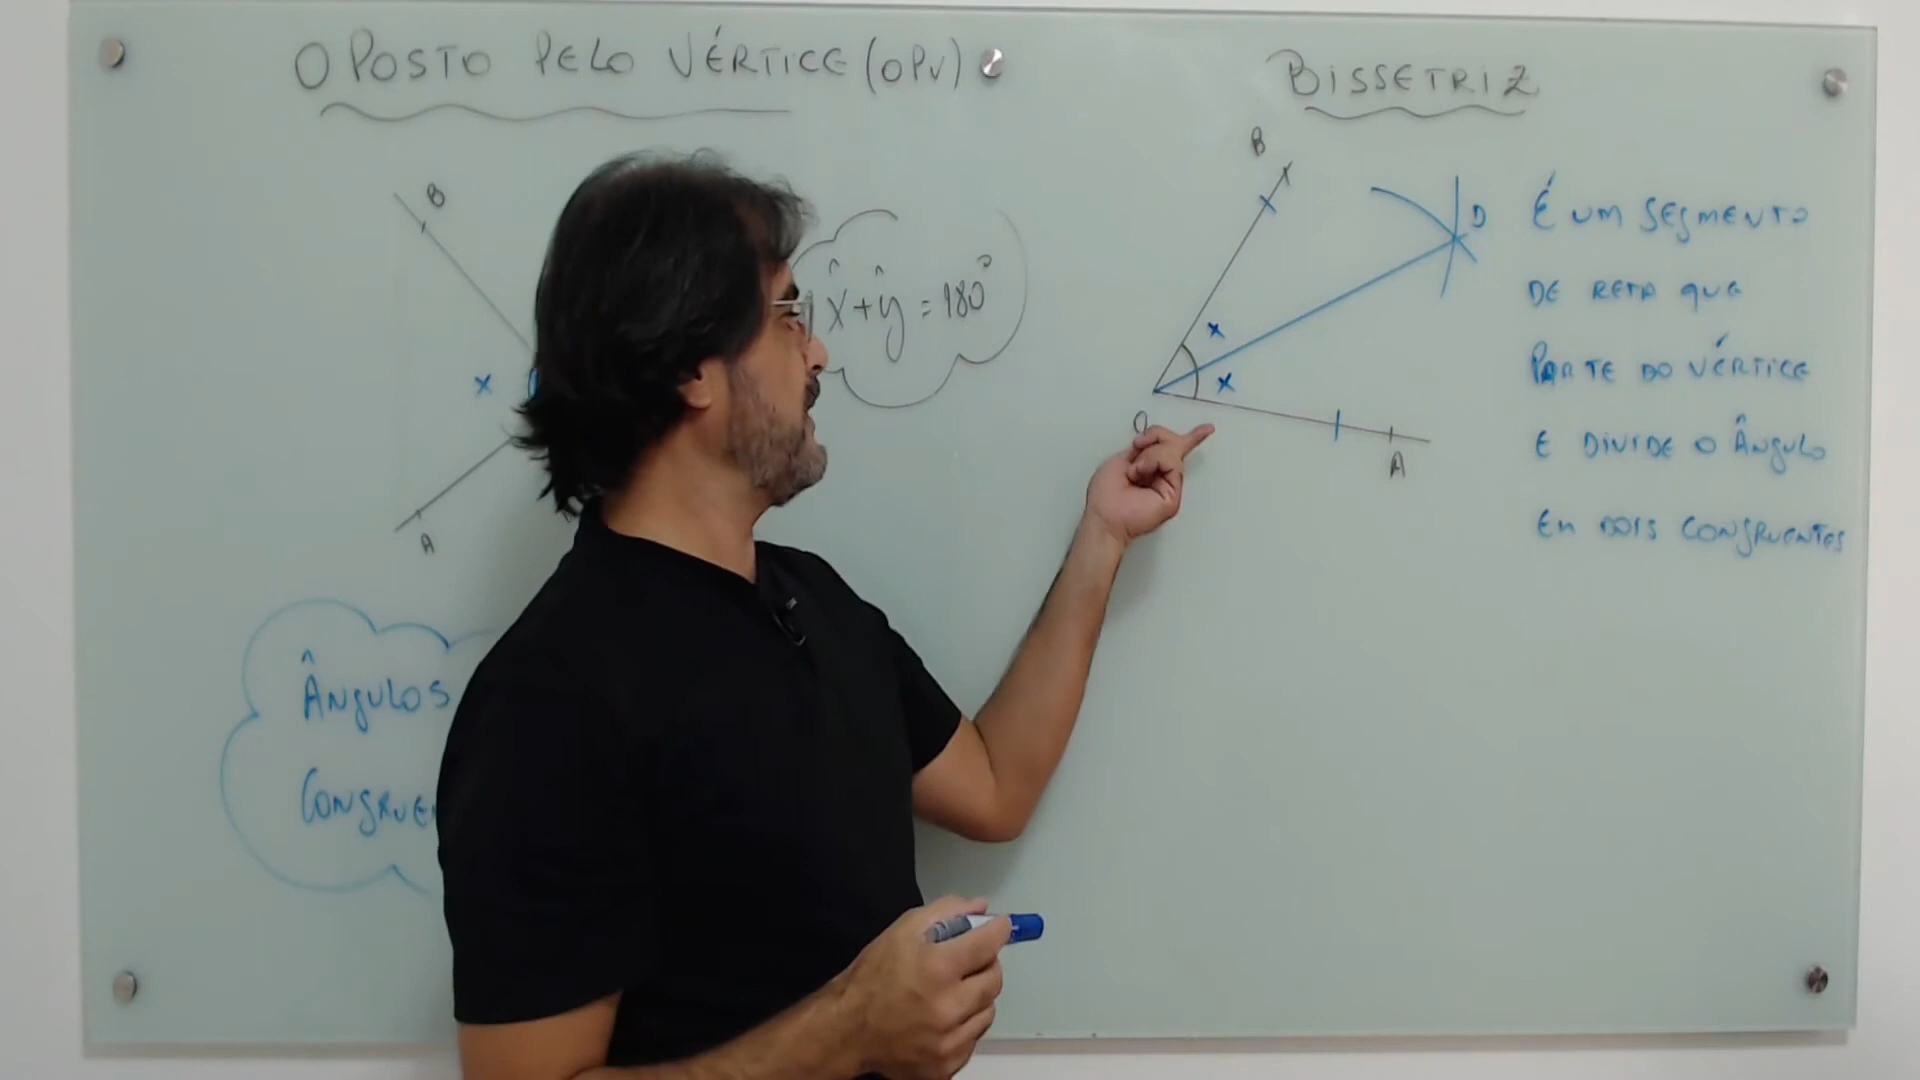 OPOSTO PELO VÉRTICE (OPV)
B
x
A
x̂ + ŷ = 180°
ÂNGULOS
CONGRUE
BISSETRIZ
B
D
x
x
O
A
É UM SEGMENTO
DE RETA QUE
PARTE DO VÉRTICE
E DIVIDE O ÂNGULO
EM DOIS CONGRUENTES